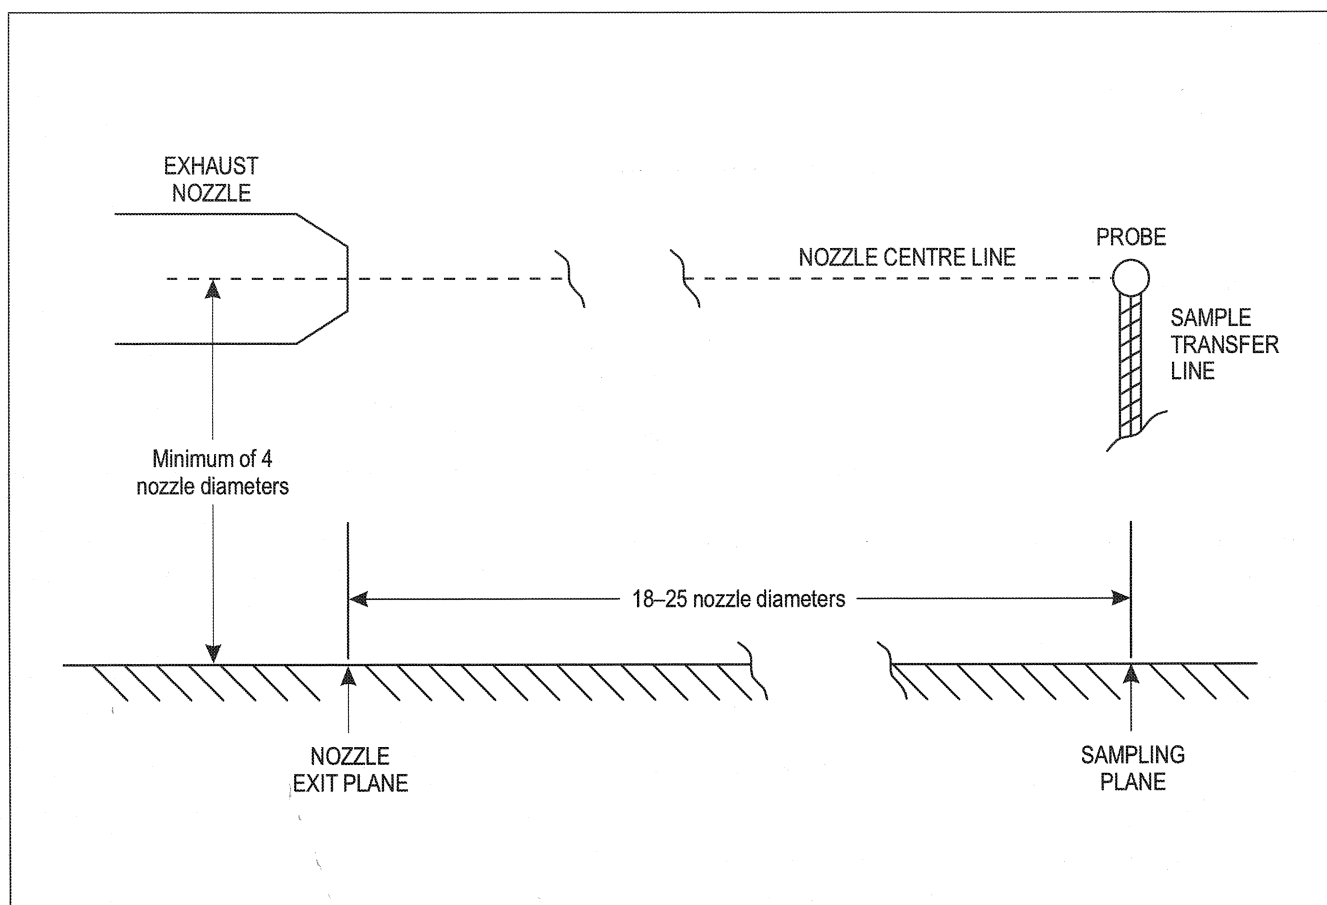 EXHAUST
NOZZLE
PROBE
NOZZLE CENTRE LINE
SAMPLE
TRANSFER
LINE
Minimum of 4
nozzle diameters
18–25 nozzle diameters
NOZZLE
EXIT PLANE
SAMPLING
PLANE